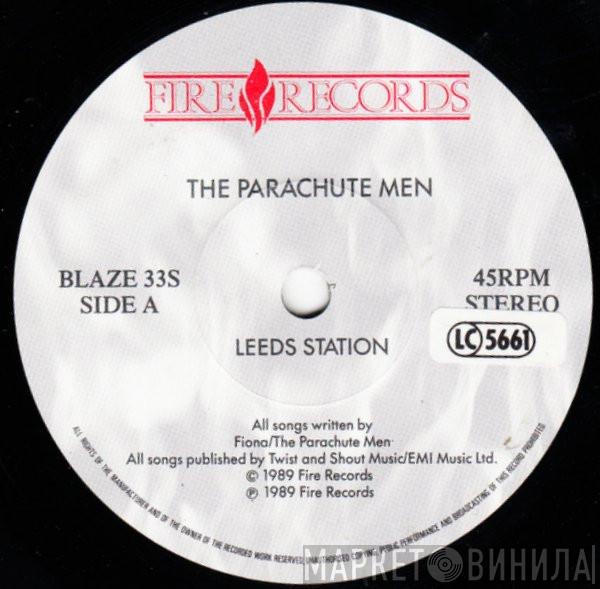 FIRE RECORDS
THE PARACHUTE MEN
BLAZE 33S
SIDE A
45RPM
STEREO
LC 5661
LEEDS STATION
All songs written by
Fiona/The Parachute Men
All songs published by Twist and Shout Music/EMI Music Ltd.
© 1989 Fire Records
℗ 1989 Fire Records
ALL RIGHTS OF THE MANUFACTURER AND OF THE OWNER OF THE RECORDED WORK RESERVED. UNAUTHORISED COPYING, PUBLIC PERFORMANCE AND BROADCASTING OF THIS RECORD PROHIBITED
МАРКЕТ ВИНИЛА